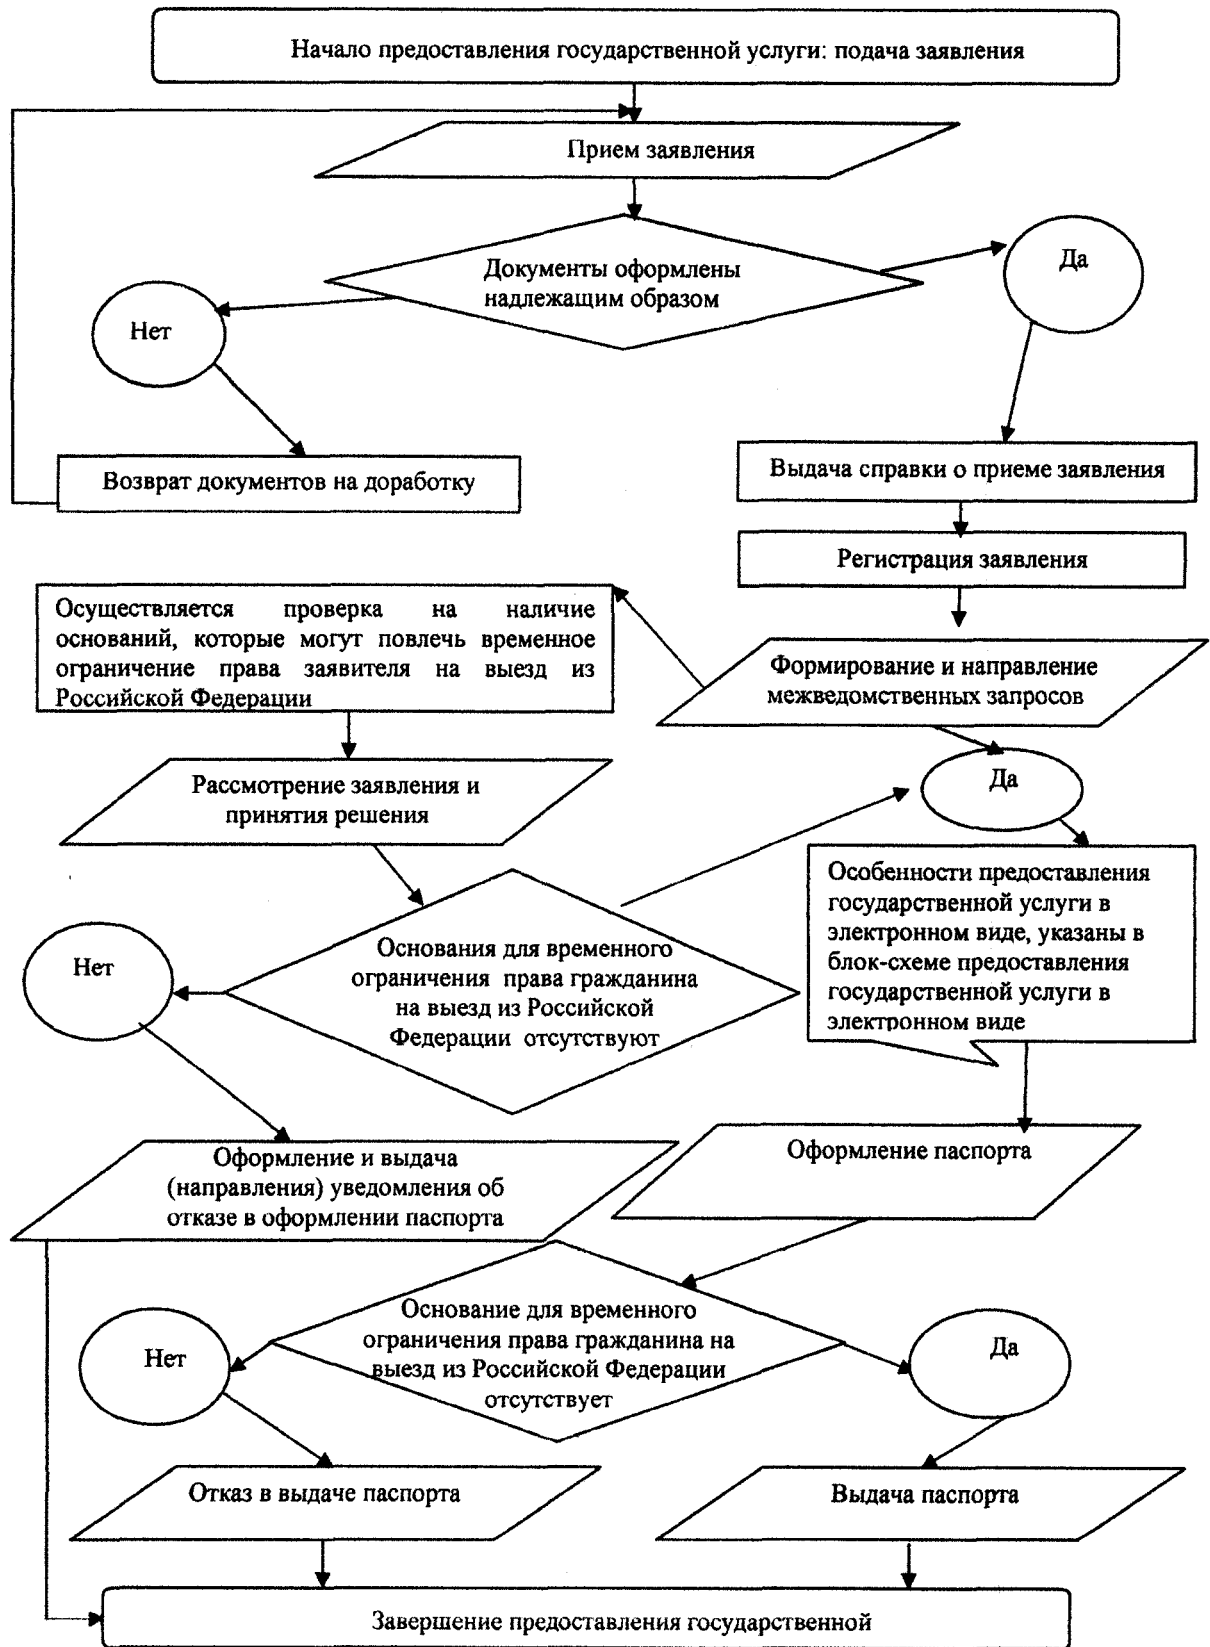 Начало предоставления государственной услуги: подача заявления
Прием заявления
Документы оформлены
надлежащим образом
Да
Нет
Возврат документов на доработку
Выдача справки о приеме заявления
Регистрация заявления
Осуществляется проверка на наличие
оснований, которые могут повлечь временное
ограничение права заявителя на выезд из
Российской Федерации
Формирование и направление
межведомственных запросов
Рассмотрение заявления и
принятия решения
Да
Особенности предоставления
государственной услуги в
электронном виде, указаны в
блок-схеме предоставления
государственной услуги в
электронном виде
Нет
Основания для временного
ограничения права гражданина
на выезд из Российской
Федерации отсутствуют
Оформление и выдача
(направления) уведомления об
отказе в оформлении паспорта
Оформление паспорта
Основание для временного
ограничения права гражданина на
выезд из Российской Федерации
отсутствует
Нет
Да
Отказ в выдаче паспорта
Выдача паспорта
Завершение предоставления государственной